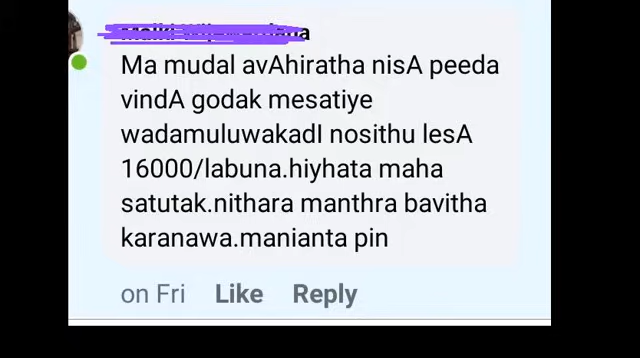 Ma mudal avAhiratha nisA peeda
vindA godak mesatiye
wadamuluwakadI nosithu lesA
16000/labuna.hiyhata maha
satutak.nithara manthra bavitha
karanawa.manianta pin
on Fri Like Reply